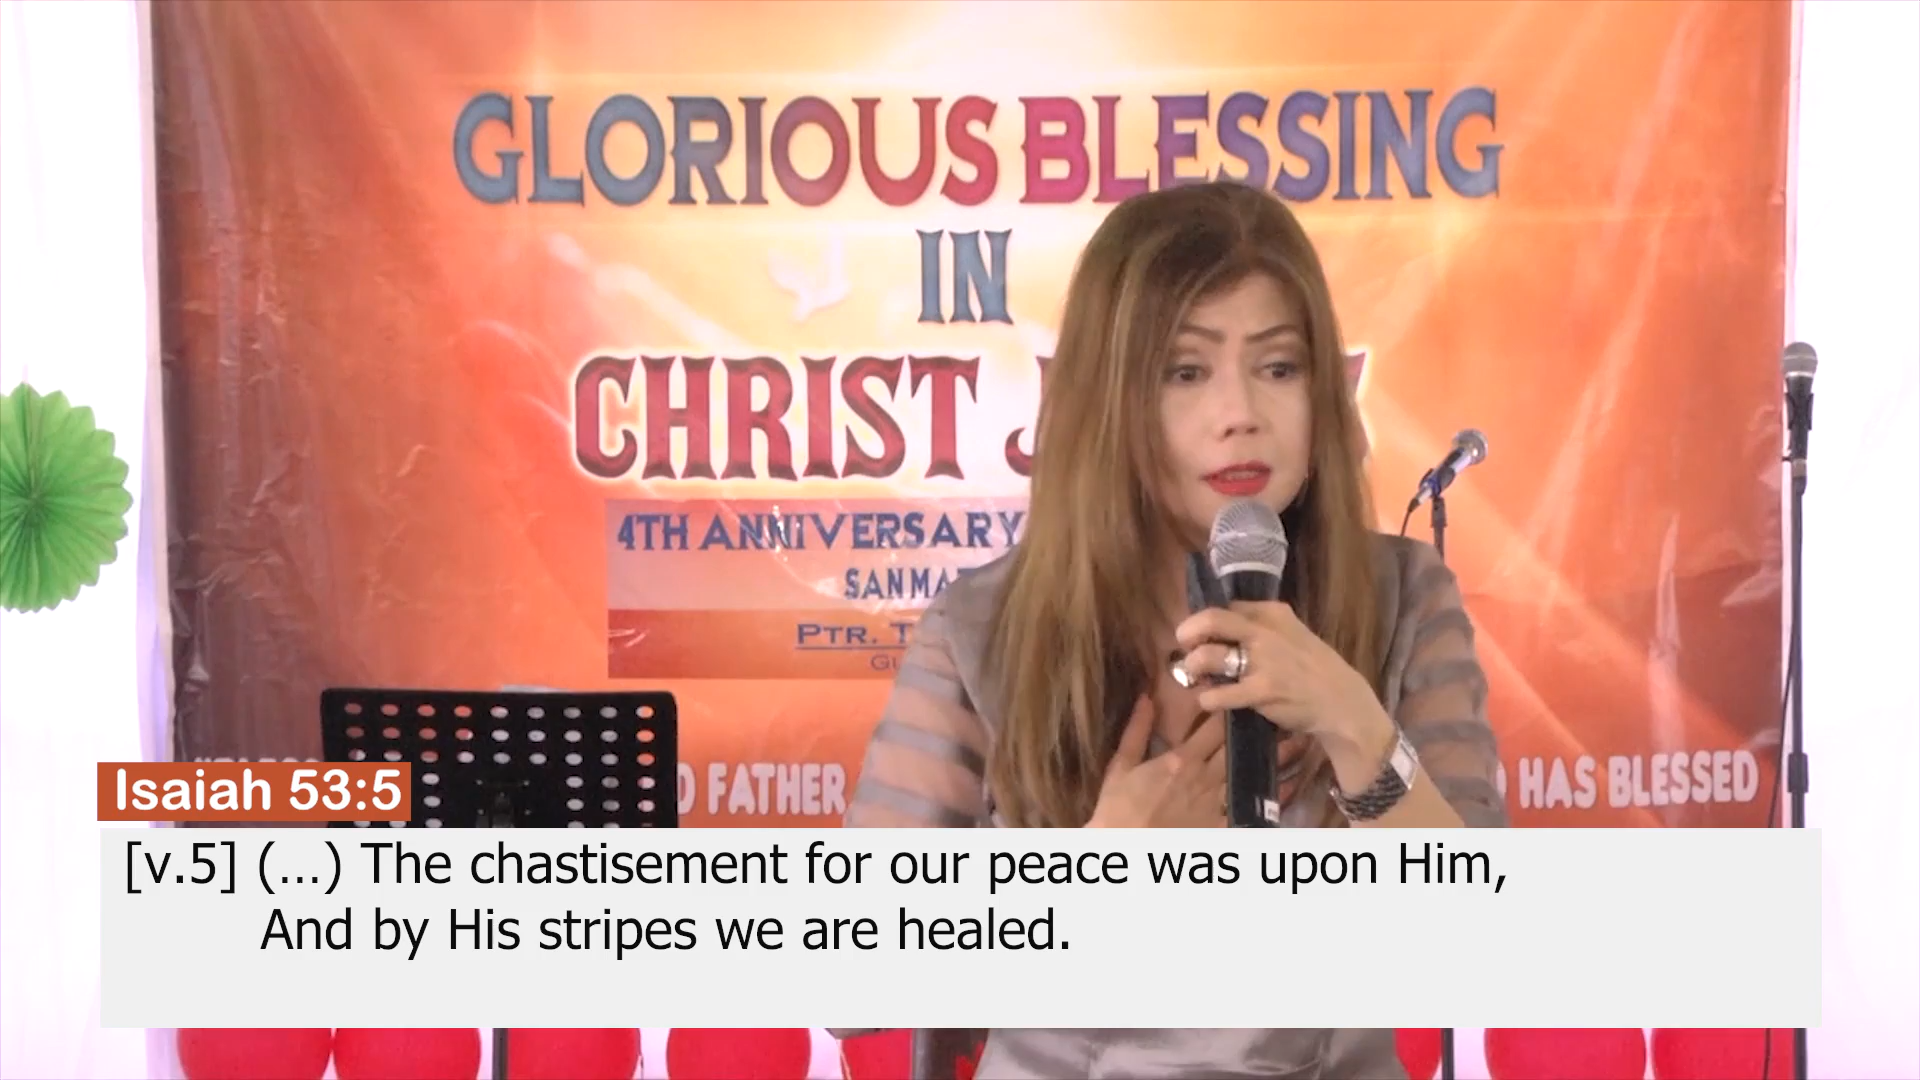 GLORIOUS BLESSING
IN
CHRIST
4TH ANNIVERSARY
PTR.
FATHER
HAS BLESSED
Isaiah 53:5
[v.5] (...) The chastisement for our peace was upon Him,
And by His stripes we are healed.